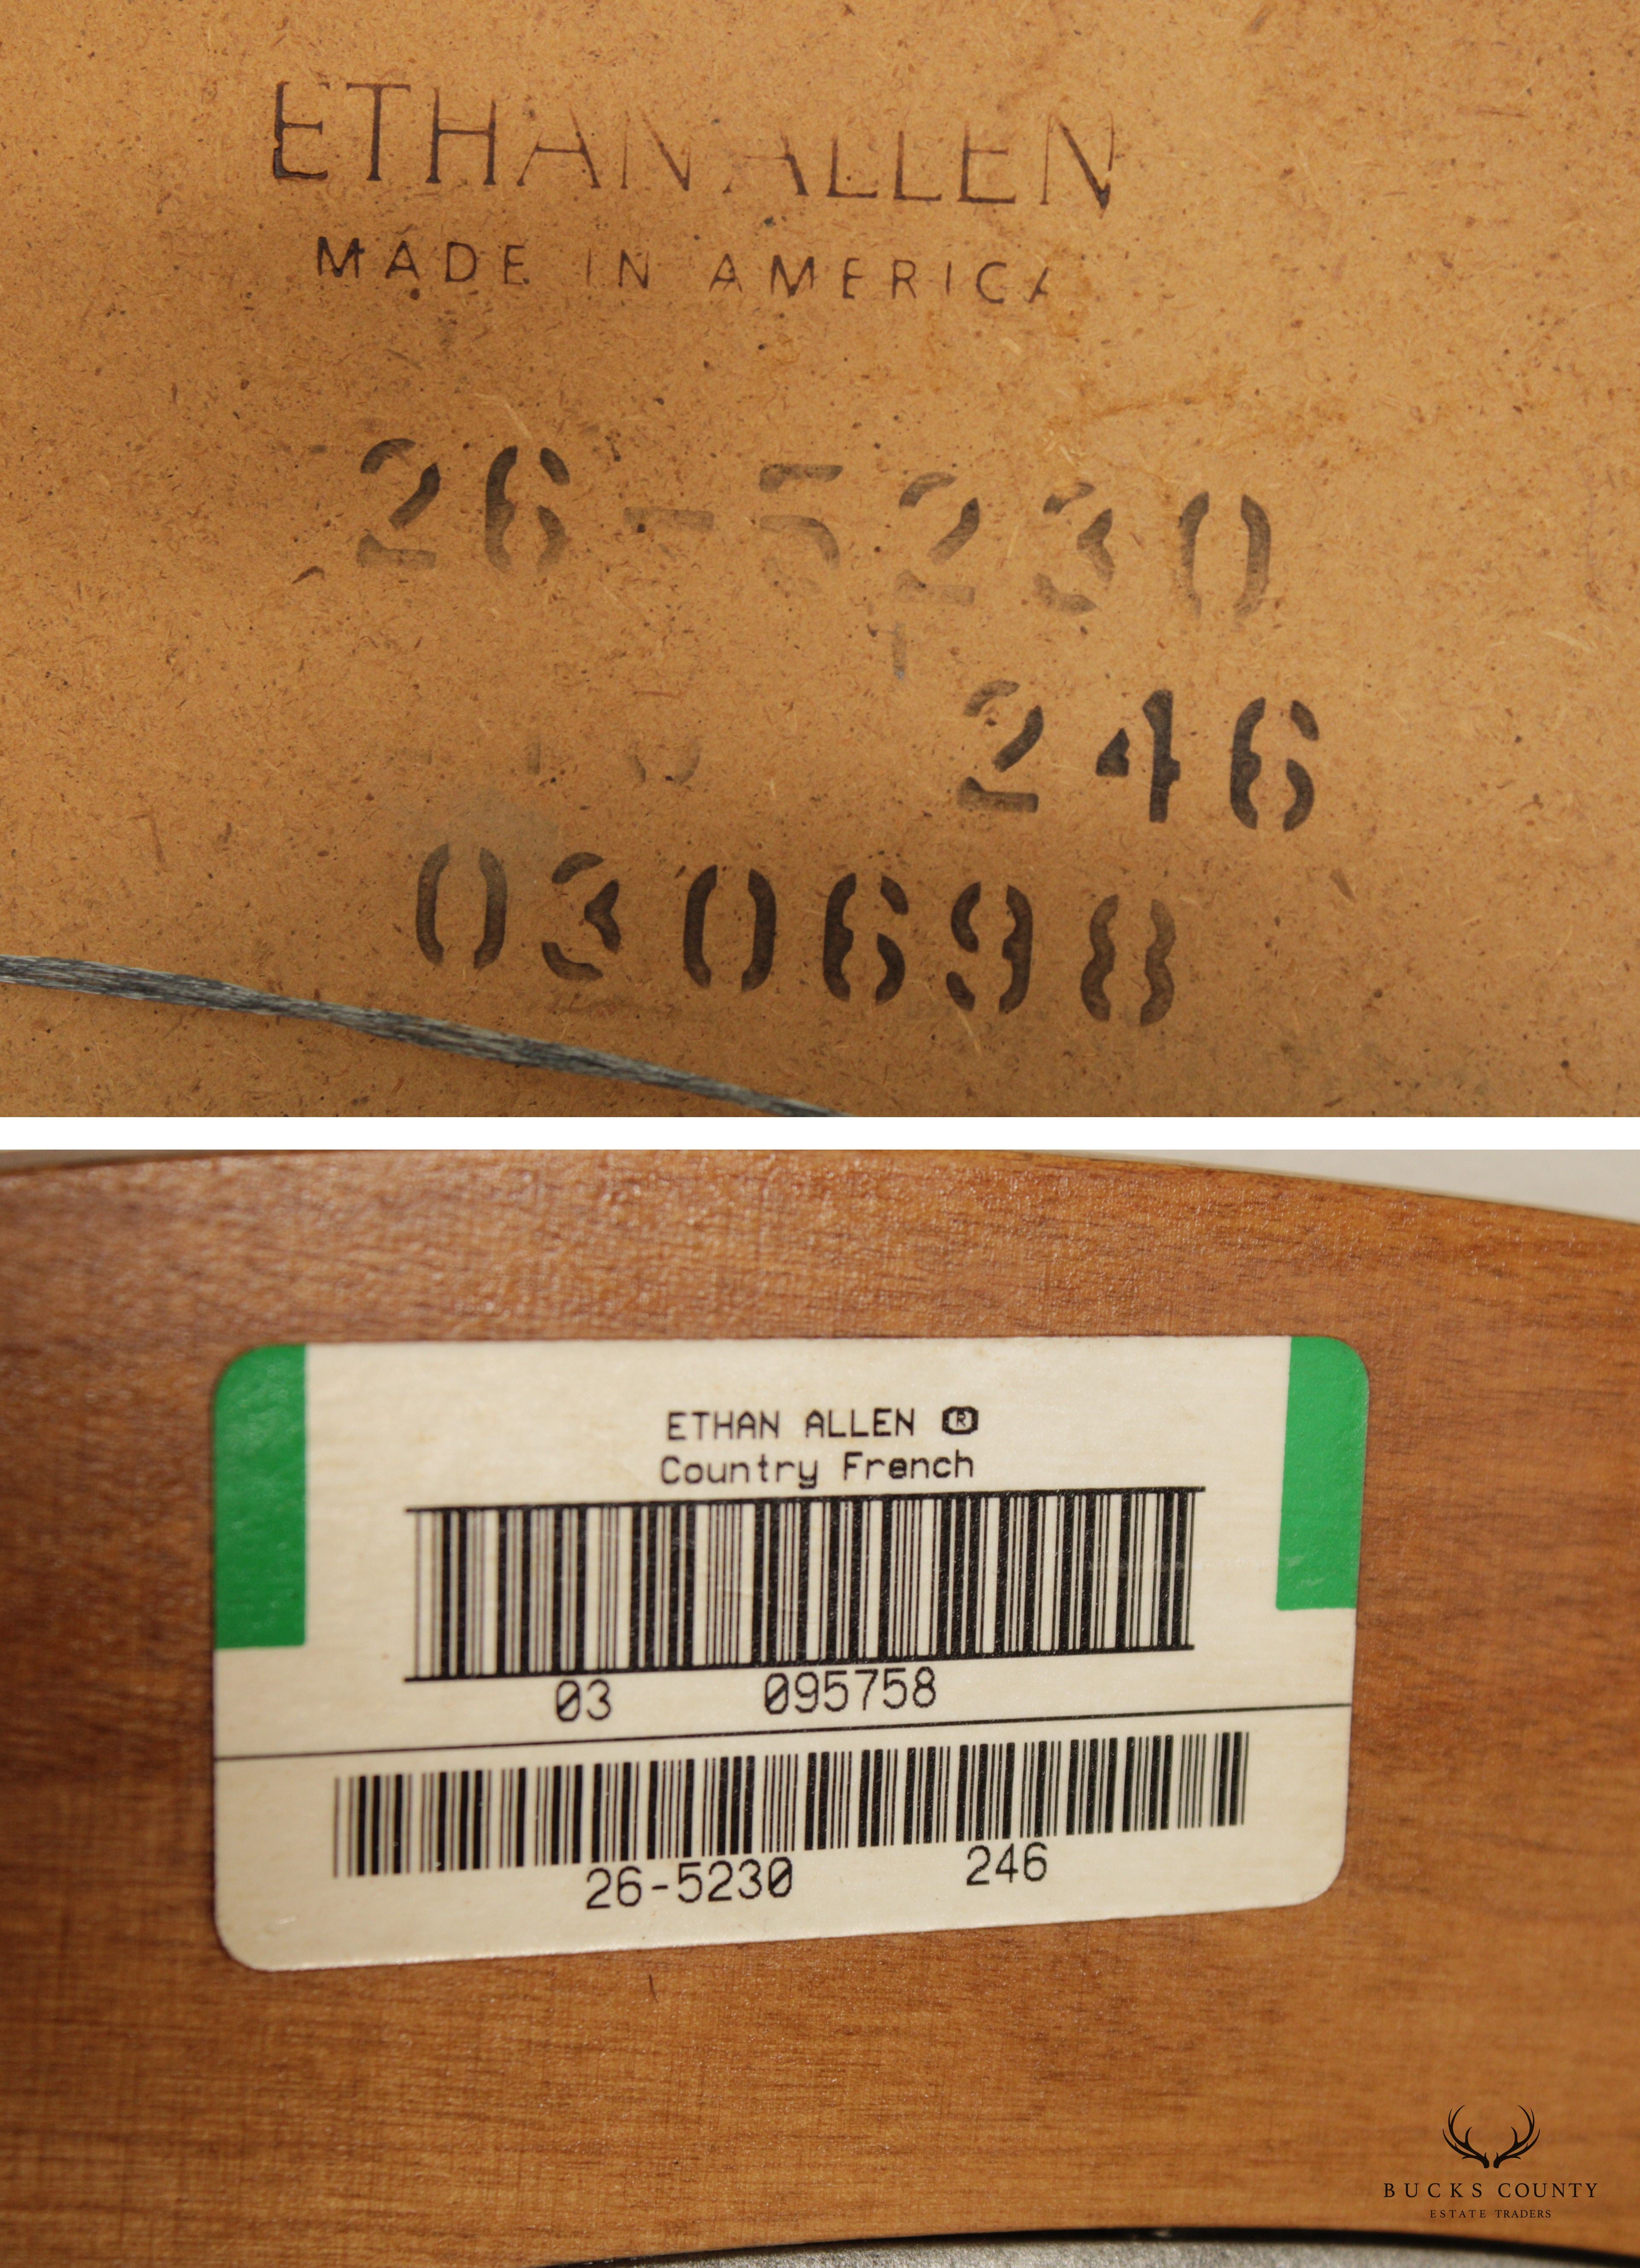 ETHAN ALLEN
MADE IN AMERICA
26-5230
246
030698
ETHAN ALLEN ®
Country French
03 095758
26-5230 246
BUCKS COUNTY
ESTATE TRADERS